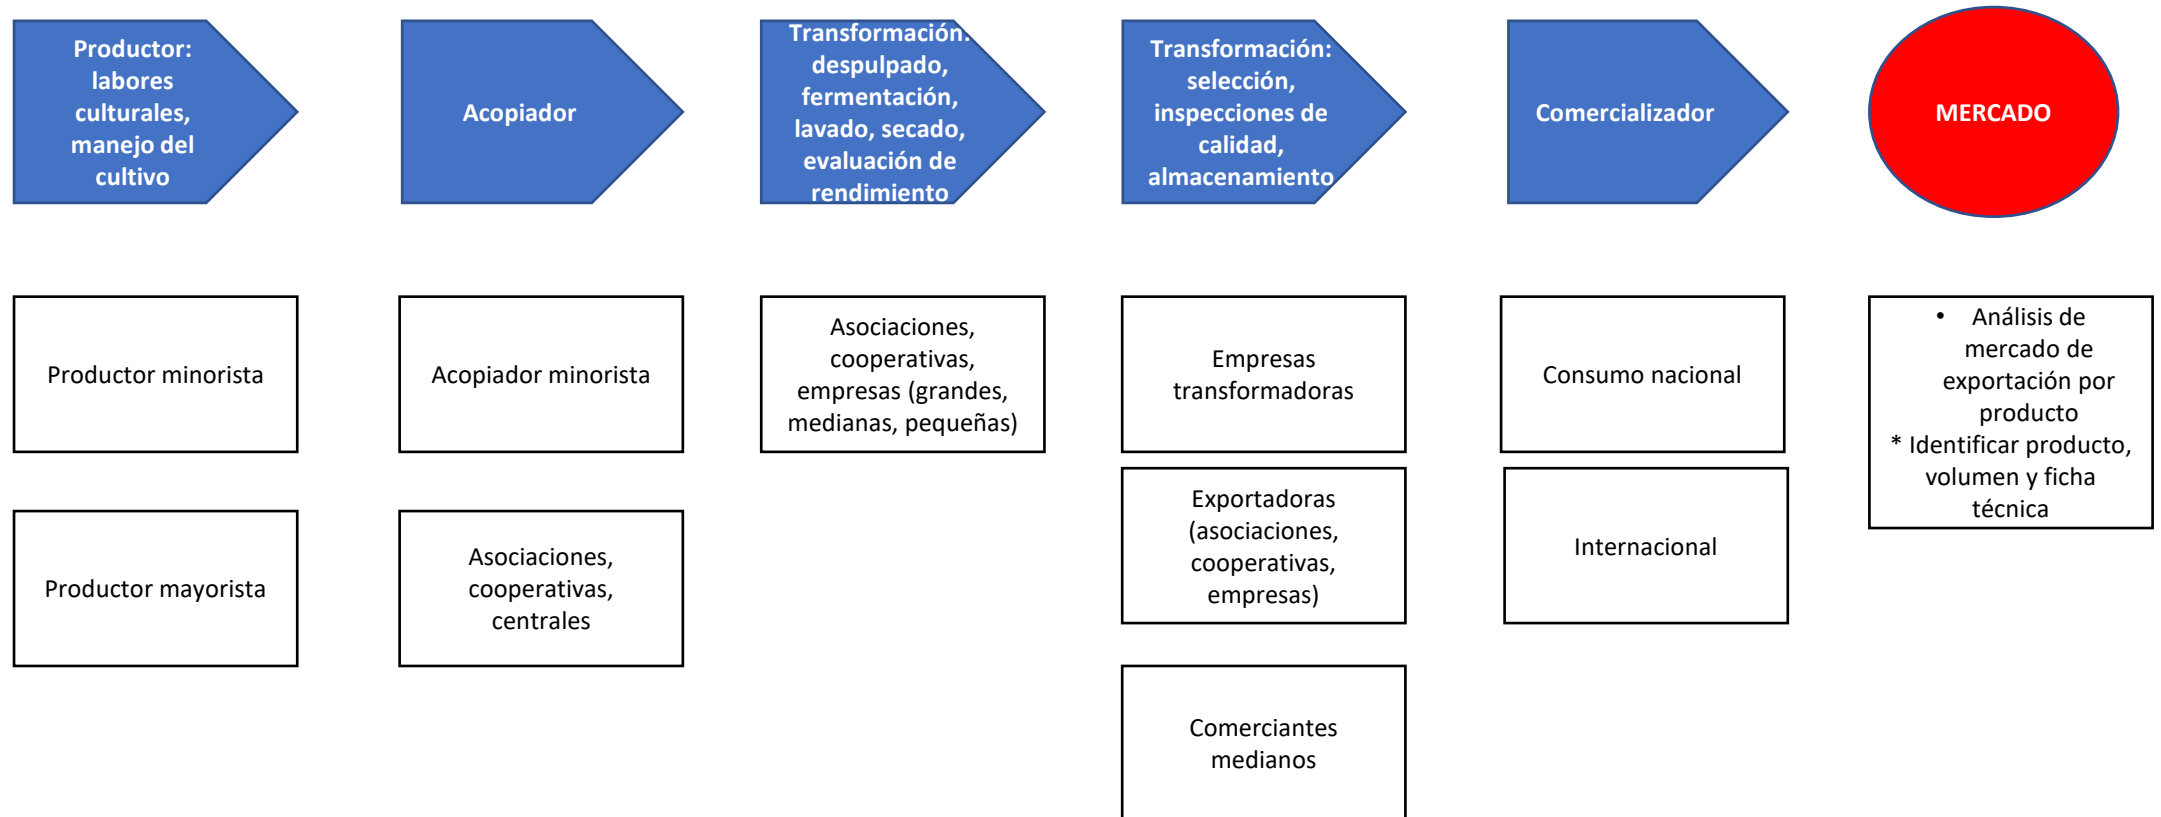 Productor:
labores
culturales,
manejo del
cultivo
Acopiador
Transformación:
despulpado,
fermentación,
lavado, secado,
evaluación de
rendimiento
Transformación:
selección,
inspecciones de
calidad,
almacenamiento
Comercializador
MERCADO
Productor minorista
Acopiador minorista
Asociaciones,
cooperativas,
empresas (grandes,
medianas, pequeñas)
Empresas
transformadoras
Consumo nacional
• Análisis de
mercado de
exportación por
producto
* Identificar producto,
volumen y ficha
técnica
Productor mayorista
Asociaciones,
cooperativas,
centrales
Exportadoras
(asociaciones,
cooperativas,
empresas)
Internacional
Comerciantes
medianos